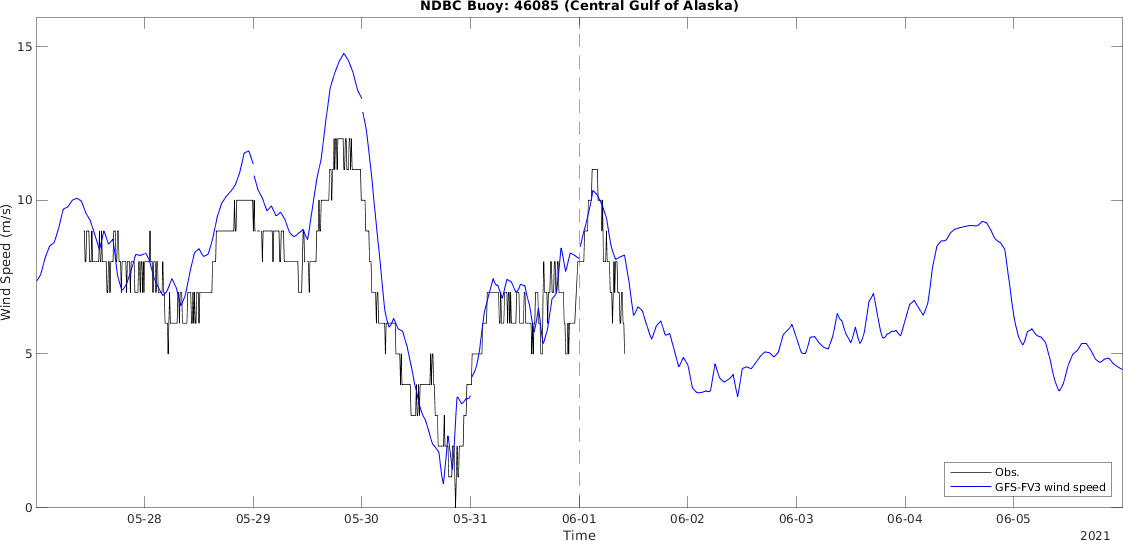 NDBC Buoy: 46085 (Central Gulf of Alaska)
15
10
5
0
Wind Speed (m/s)
05-28 05-29 05-30 05-31 06-01 06-02 06-03 06-04 06-05
Time
2021
Obs.
GFS-FV3 wind speed